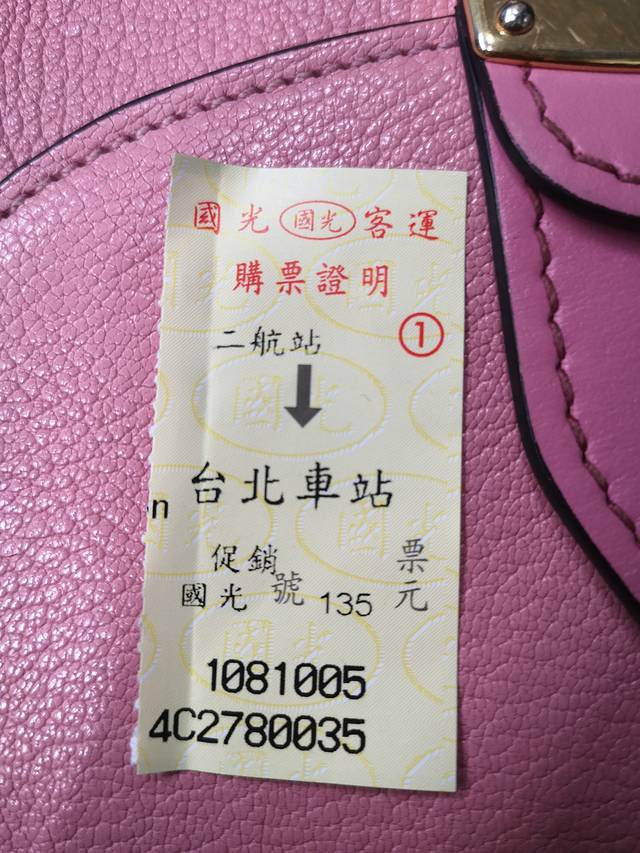 國光 國光 客運
購票證明
二航站 1
台北車站
on
促銷 票
國光號 135 元
1081005
4C2780035